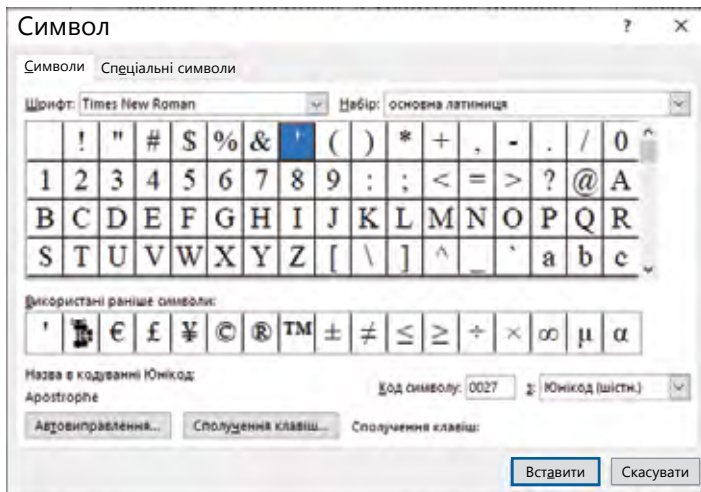 Символ ? ×
Символи Спеціальні символи
Шрифт: Times New Roman Набір: основна латиниця
! " # $ % & ' ( ) * + , - . / 0
1 2 3 4 5 6 7 8 9 : ; < = > ? @ A
B C D E F G H I J K L M N O P Q R
S T U V W X Y Z [ \ ] ^ _ ` a b c
Використані раніше символи:
' € £ ¥ © ® ™ ± ≠ ≤ ≥ ÷ × ∞ µ α
Назва в кодуванні Юнікод:
Apostrophe
Код символу: 0027 з: Юнікод (шістн.)
Автовиправлення... Сполучення клавіш... Сполучення клавіш:
Вставити Скасувати